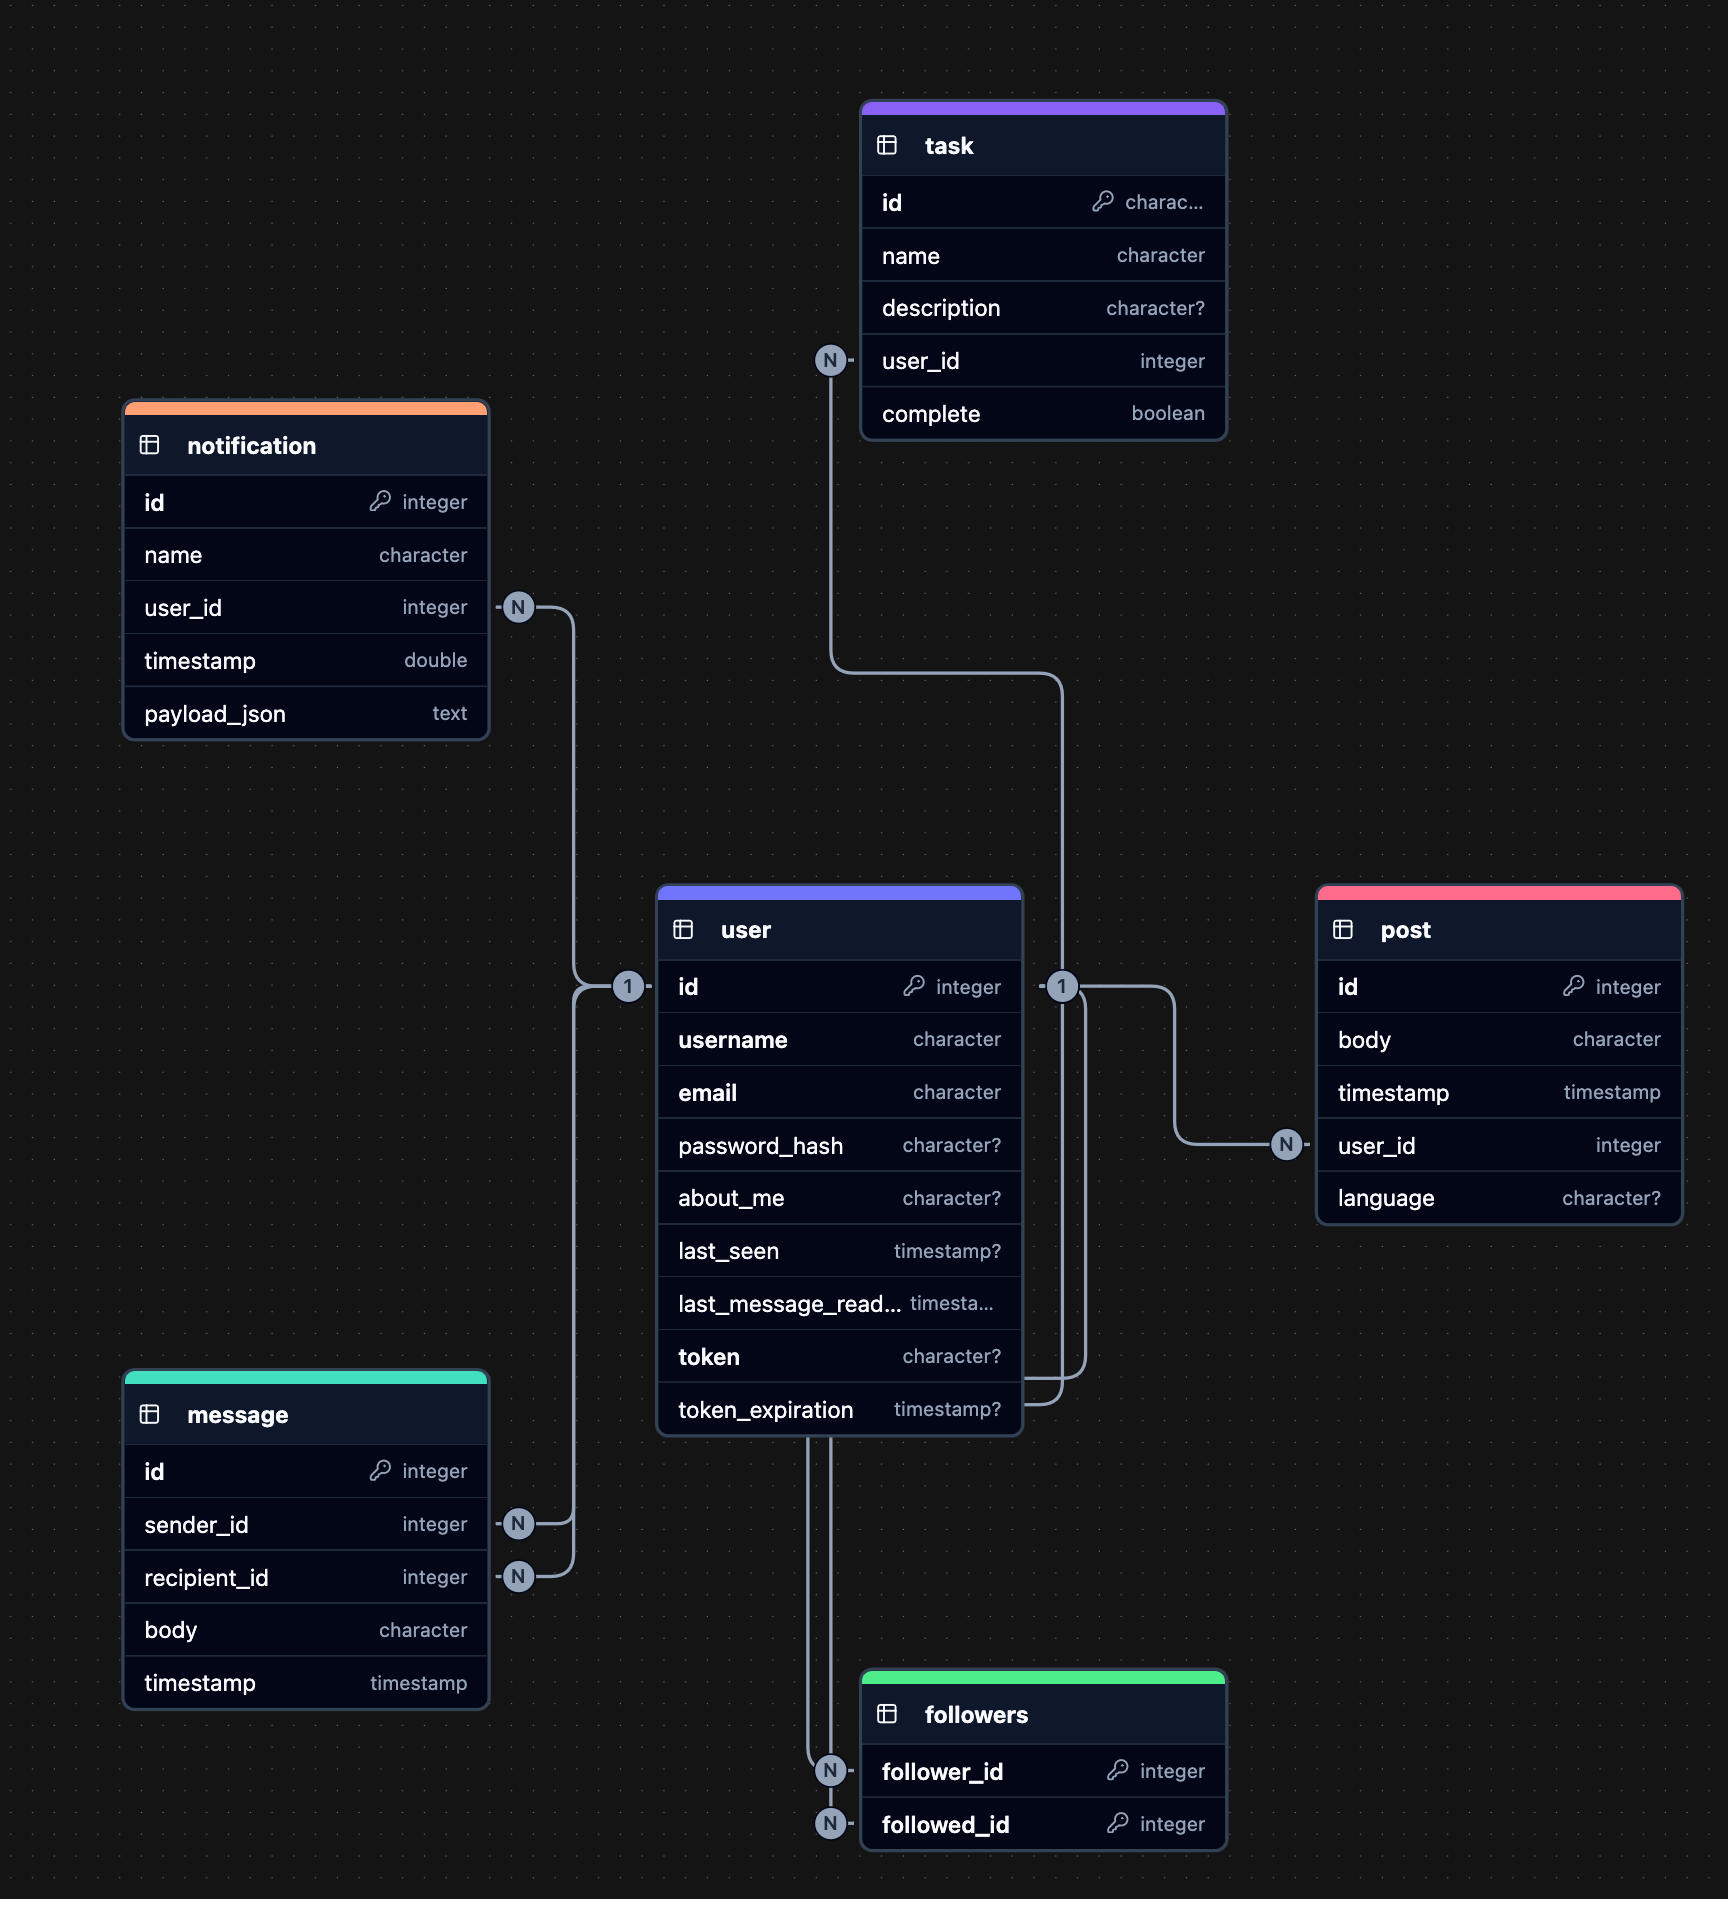 task
id charac...
name character
description character?
N user_id integer
complete boolean
notification
id integer
name character
user_id integer N
timestamp double
payload_json text
user
1 id integer 1
username character
email character
password_hash character?
about_me character?
last_seen timestamp?
last_message_read... timesta...
token character?
token_expiration timestamp?
post
id integer
body character
timestamp timestamp
N user_id integer
language character?
message
id integer
sender_id integer N
recipient_id integer N
body character
timestamp timestamp
followers
N follower_id integer
N followed_id integer